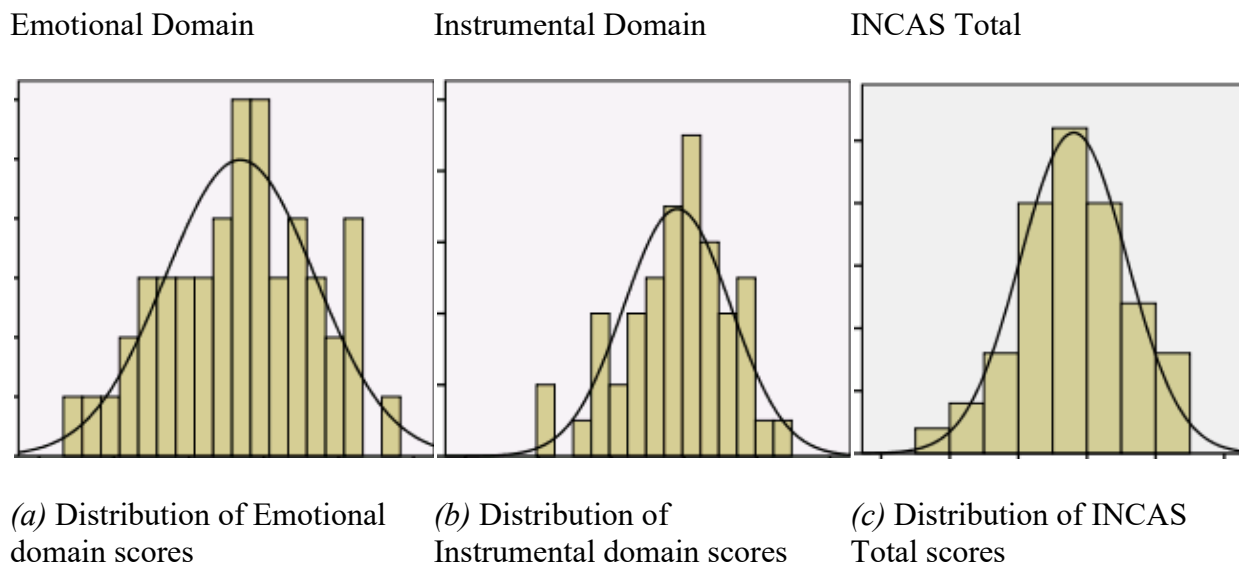 Emotional Domain
Instrumental Domain
INCAS Total
(a) Distribution of Emotional
domain scores
(b) Distribution of
Instrumental domain scores
(c) Distribution of INCAS
Total scores